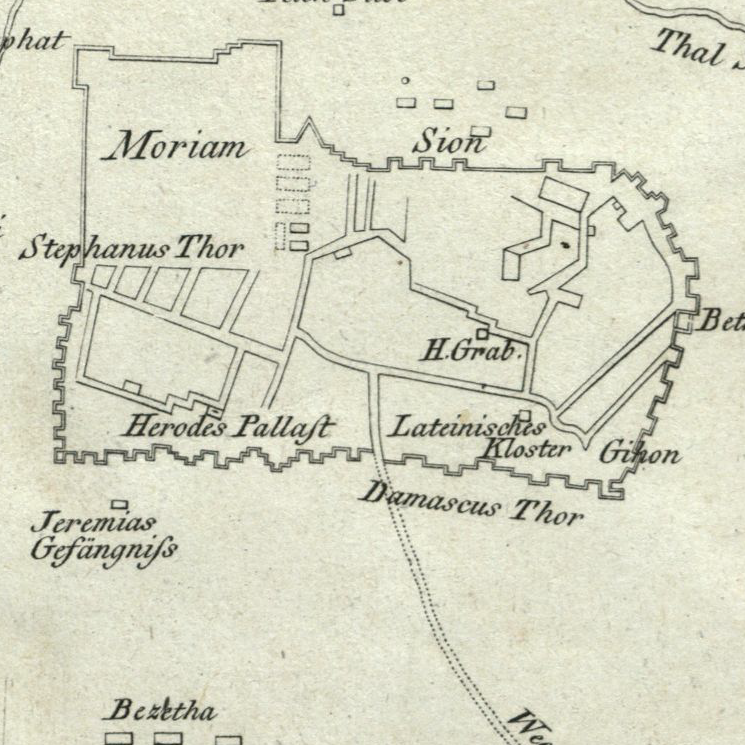 phat
Thal
Moriam
Sion
Stephanus Thor
Bet
H. Grab.
Herodes Pallaſt
Lateinisches
Kloster
Gihon
Damascus Thor
Jeremias
Gefängniſs
Bezetha
We